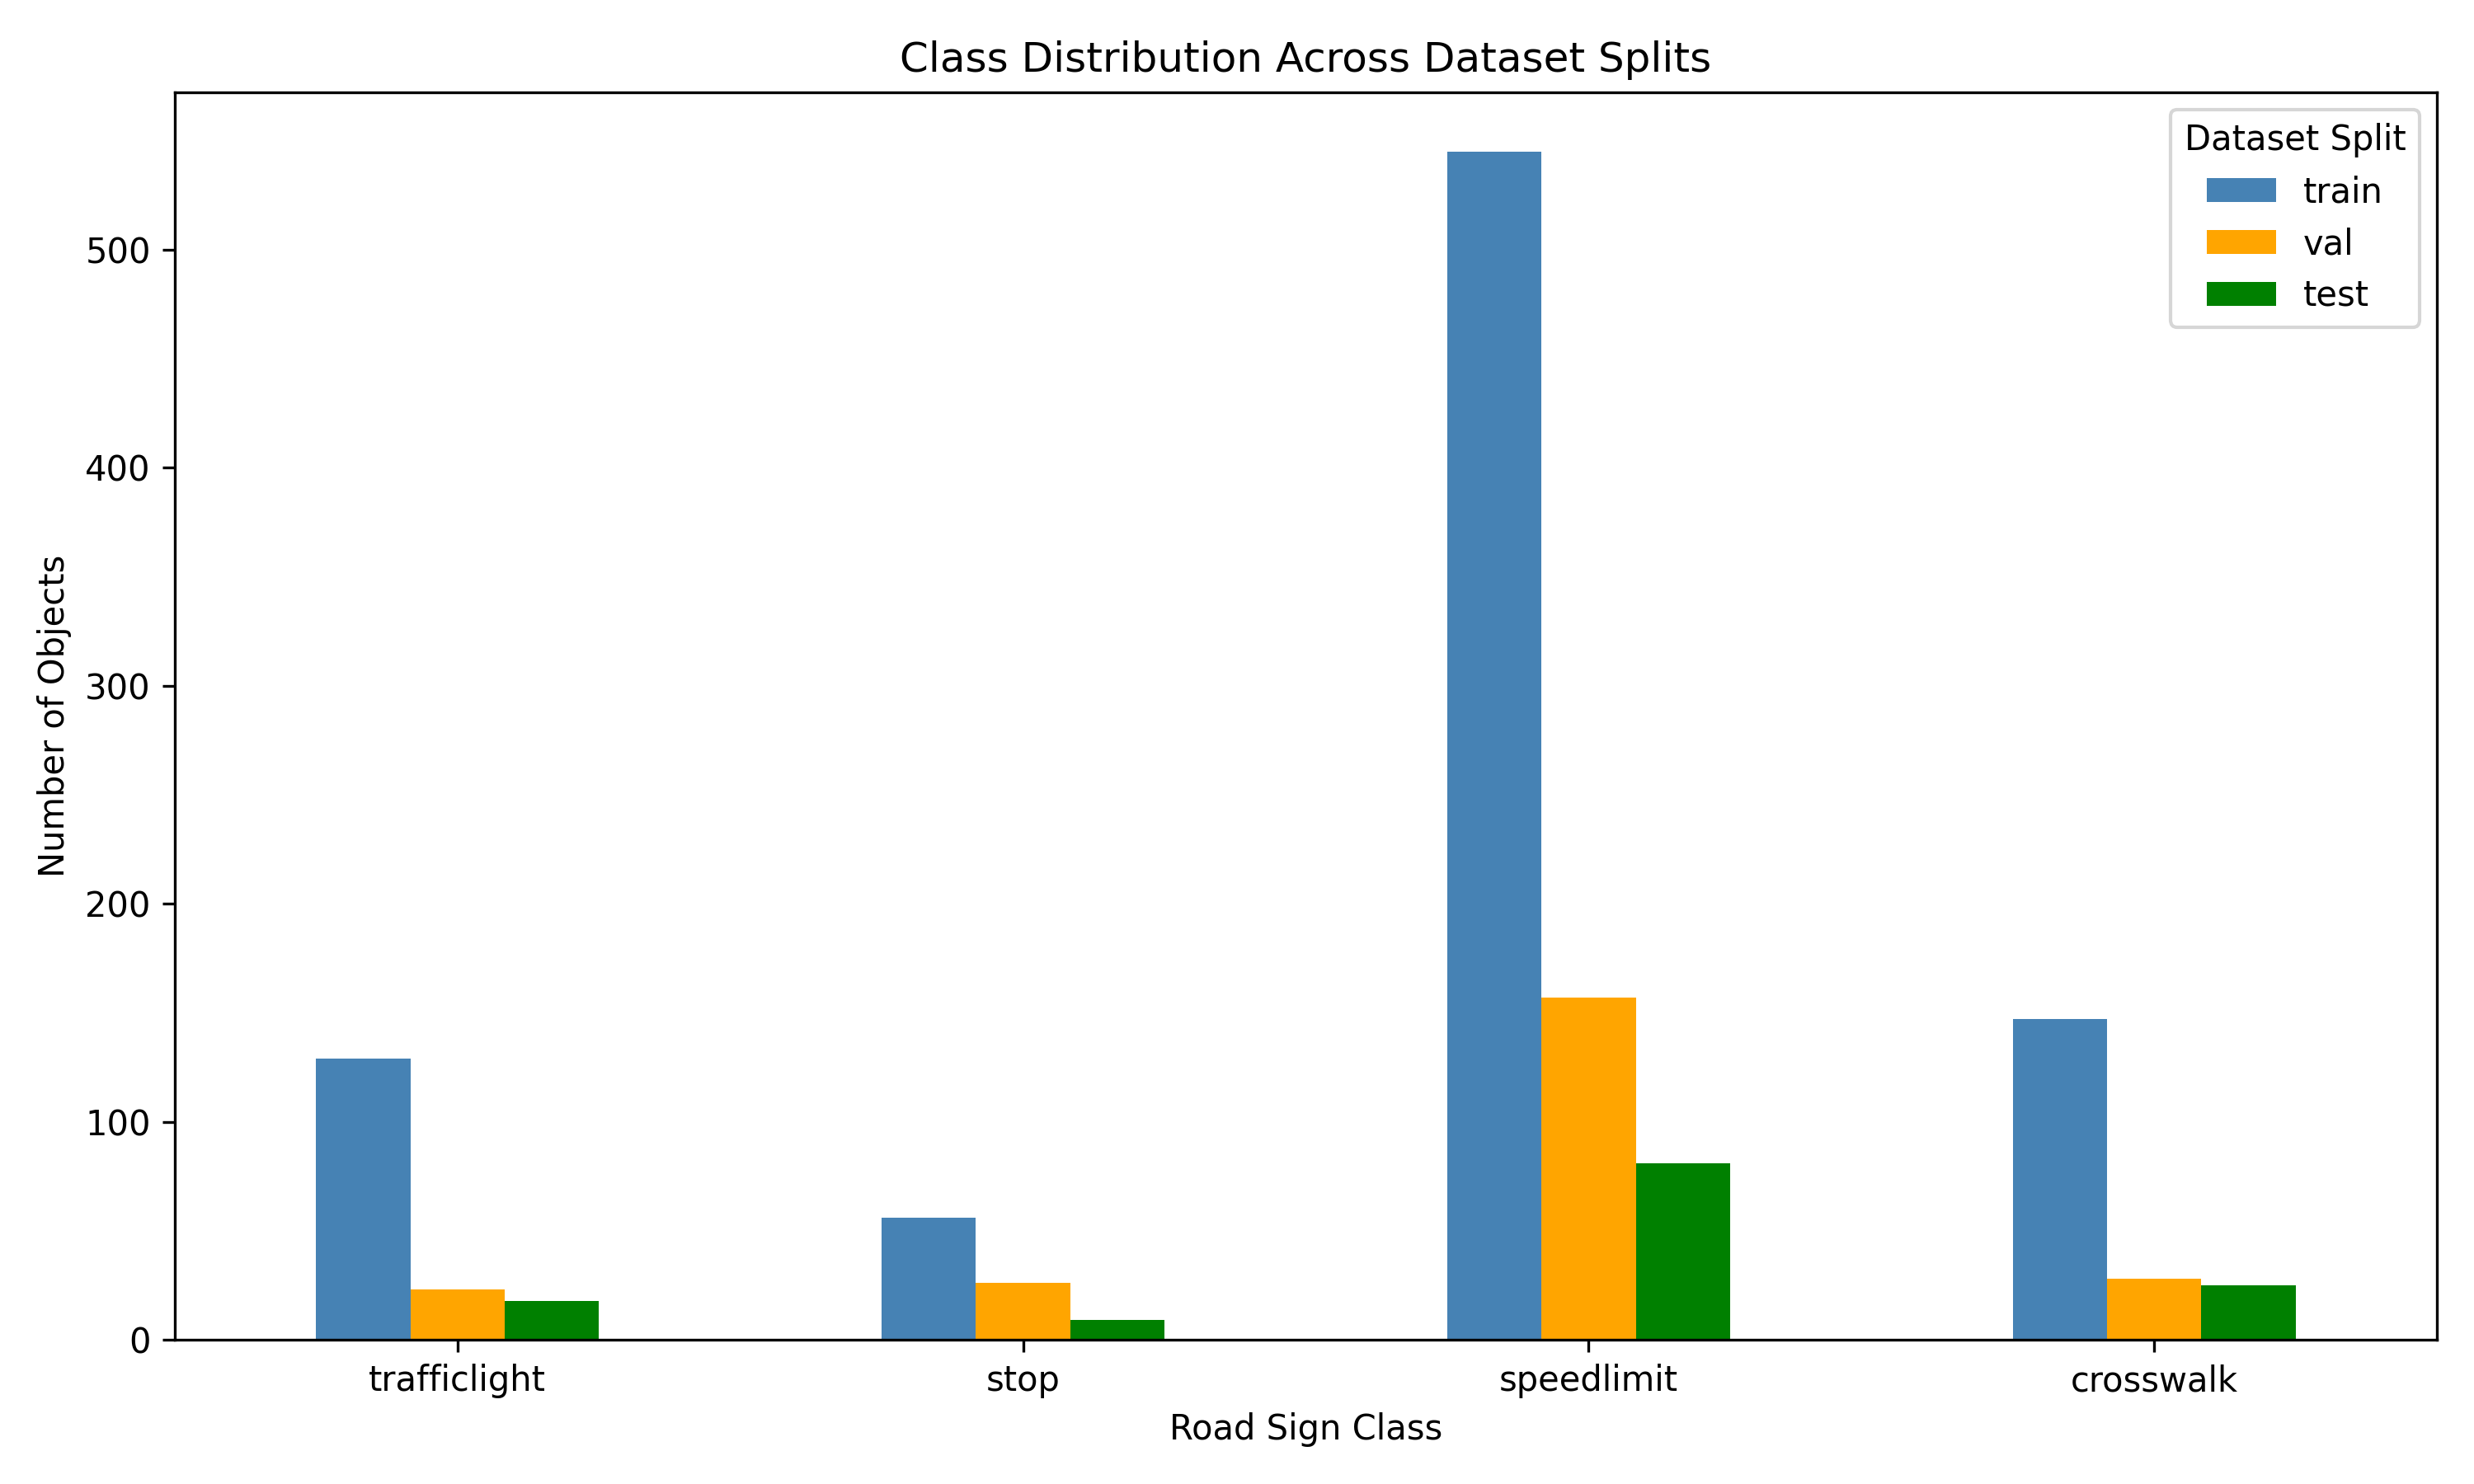 Class Distribution Across Dataset Splits
Dataset Split
train
val
test
500
400
300
200
100
0
Number of Objects
trafficlight
stop
speedlimit
crosswalk
Road Sign Class